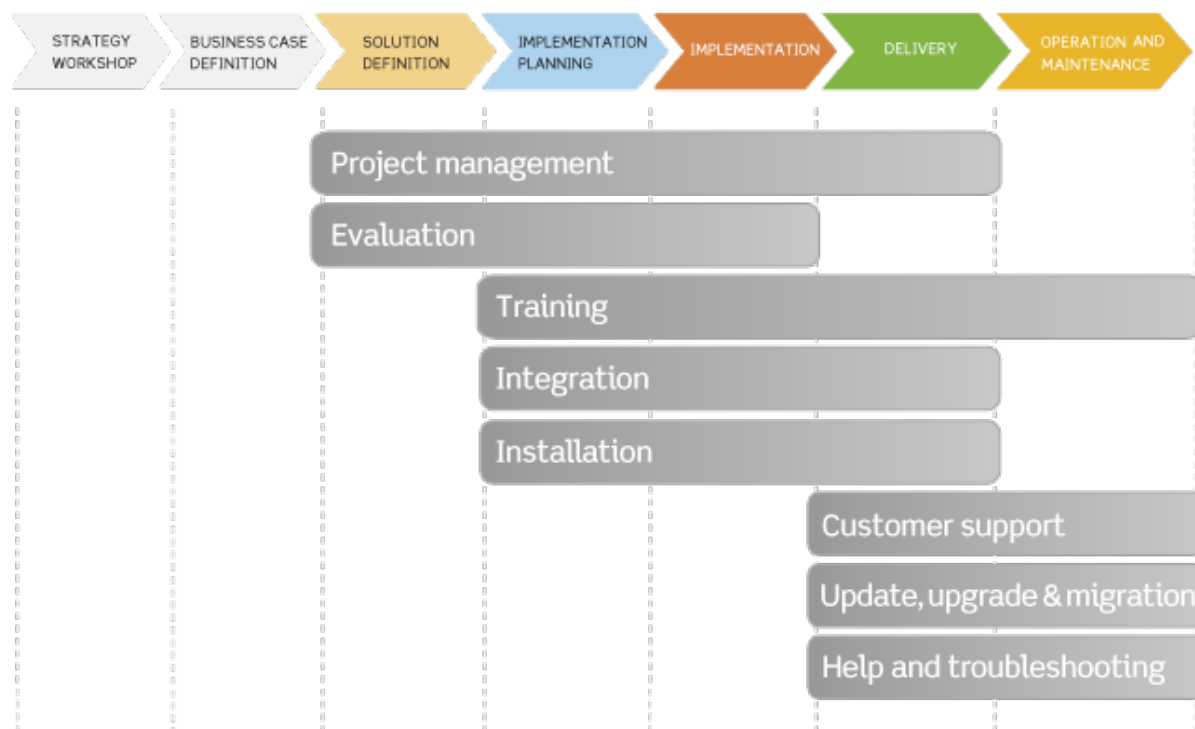 STRATEGY
WORKSHOP
BUSINESS CASE
DEFINITION
SOLUTION
DEFINITION
IMPLEMENTATION
PLANNING
IMPLEMENTATION
DELIVERY
OPERATION AND
MAINTENANCE
Project management
Evaluation
Training
Integration
Installation
Customer support
Update, upgrade & migration
Help and troubleshooting